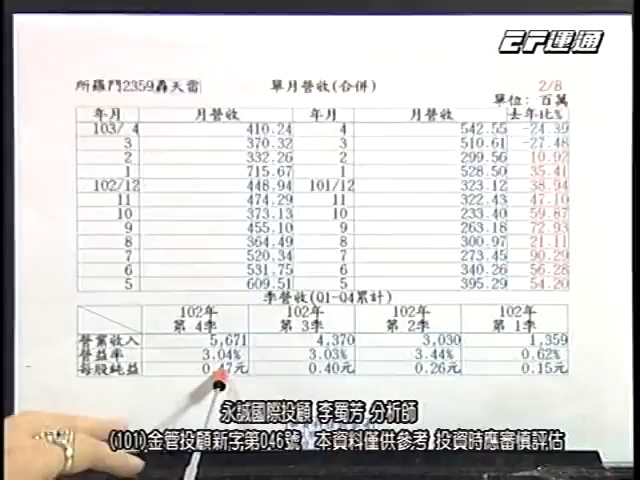 EF運通
所羅門2359轟天雷 單月營收(合併) 2/8
單位: 百萬
年月 月營收 年月 月營收 去年比%
103/ 4 410.24 4 542.55 -24.39
3 370.32 3 510.61 -27.48
2 332.26 2 299.56 10.92
1 715.67 1 528.50 35.41
102/12 448.94 101/12 323.12 38.94
11 474.29 11 322.43 47.10
10 373.13 10 233.40 59.87
9 455.10 9 263.18 72.93
8 364.49 8 300.97 21.11
7 520.34 7 273.45 90.29
6 531.75 6 340.26 56.28
5 609.51 5 395.29 54.20
季營收(Q1-Q4累計)
102年 102年 102年 102年
第 4季 第 3季 第 2季 第 1季
營業收入 5,671 4,370 3,030 1,359
營益率 3.04% 3.03% 3.44% 0.62%
每股純益 0.47元 0.40元 0.26元 0.15元
永誠國際投顧 李蜀芳 分析師
(101)金管投顧新字第046號 本資料僅供參考 投資時應審慎評估